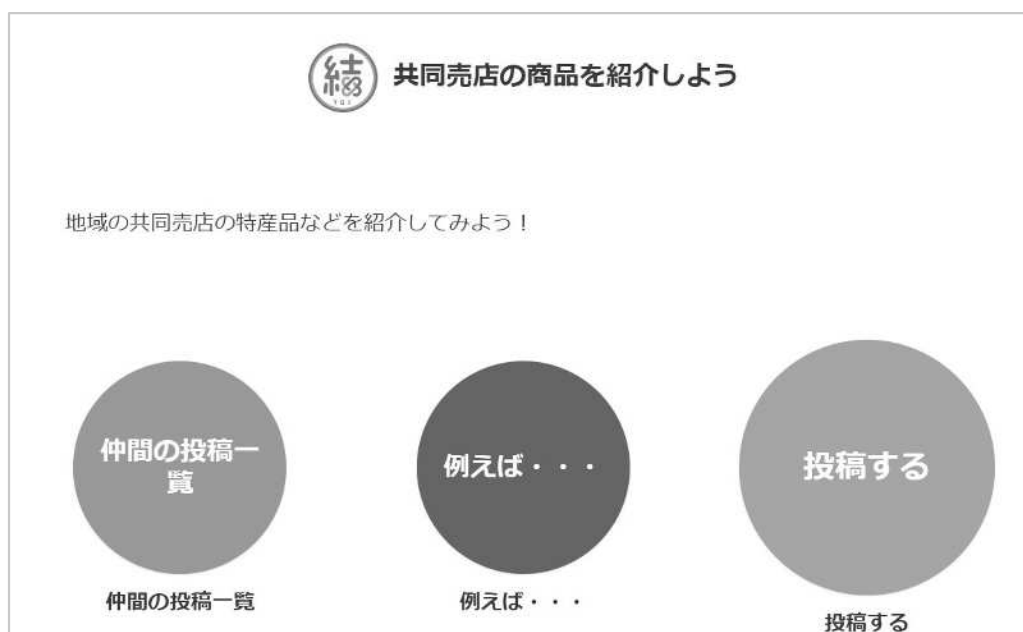 結
YUI
共同売店の商品を紹介しよう
地域の共同売店の特産品などを紹介してみよう！
仲間の投稿一
覧
例えば・・・
投稿する
仲間の投稿一覧
例えば・・・
投稿する